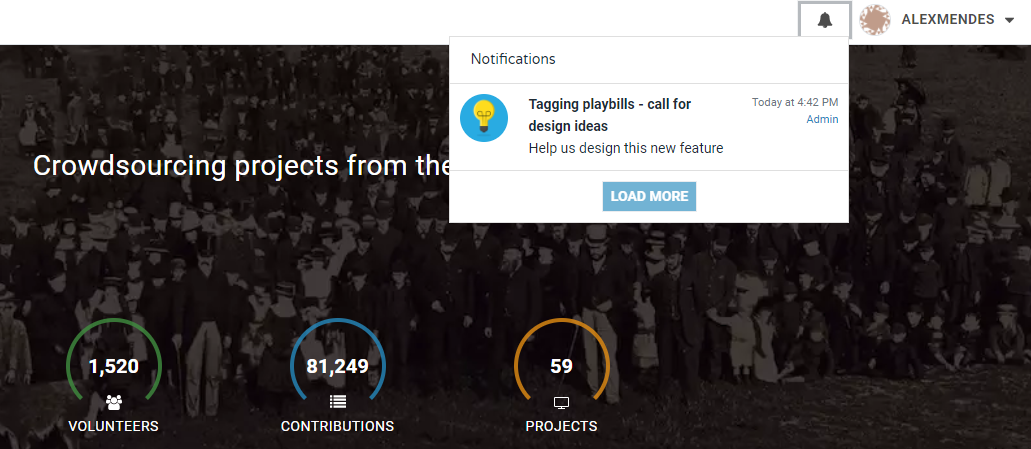 ALEXMENDES
Notifications
Tagging playbills - call for
design ideas
Help us design this new feature
Today at 4:42 PM
Admin
LOAD MORE
Crowdsourcing projects from the
1,520
VOLUNTEERS
81,249
CONTRIBUTIONS
59
PROJECTS